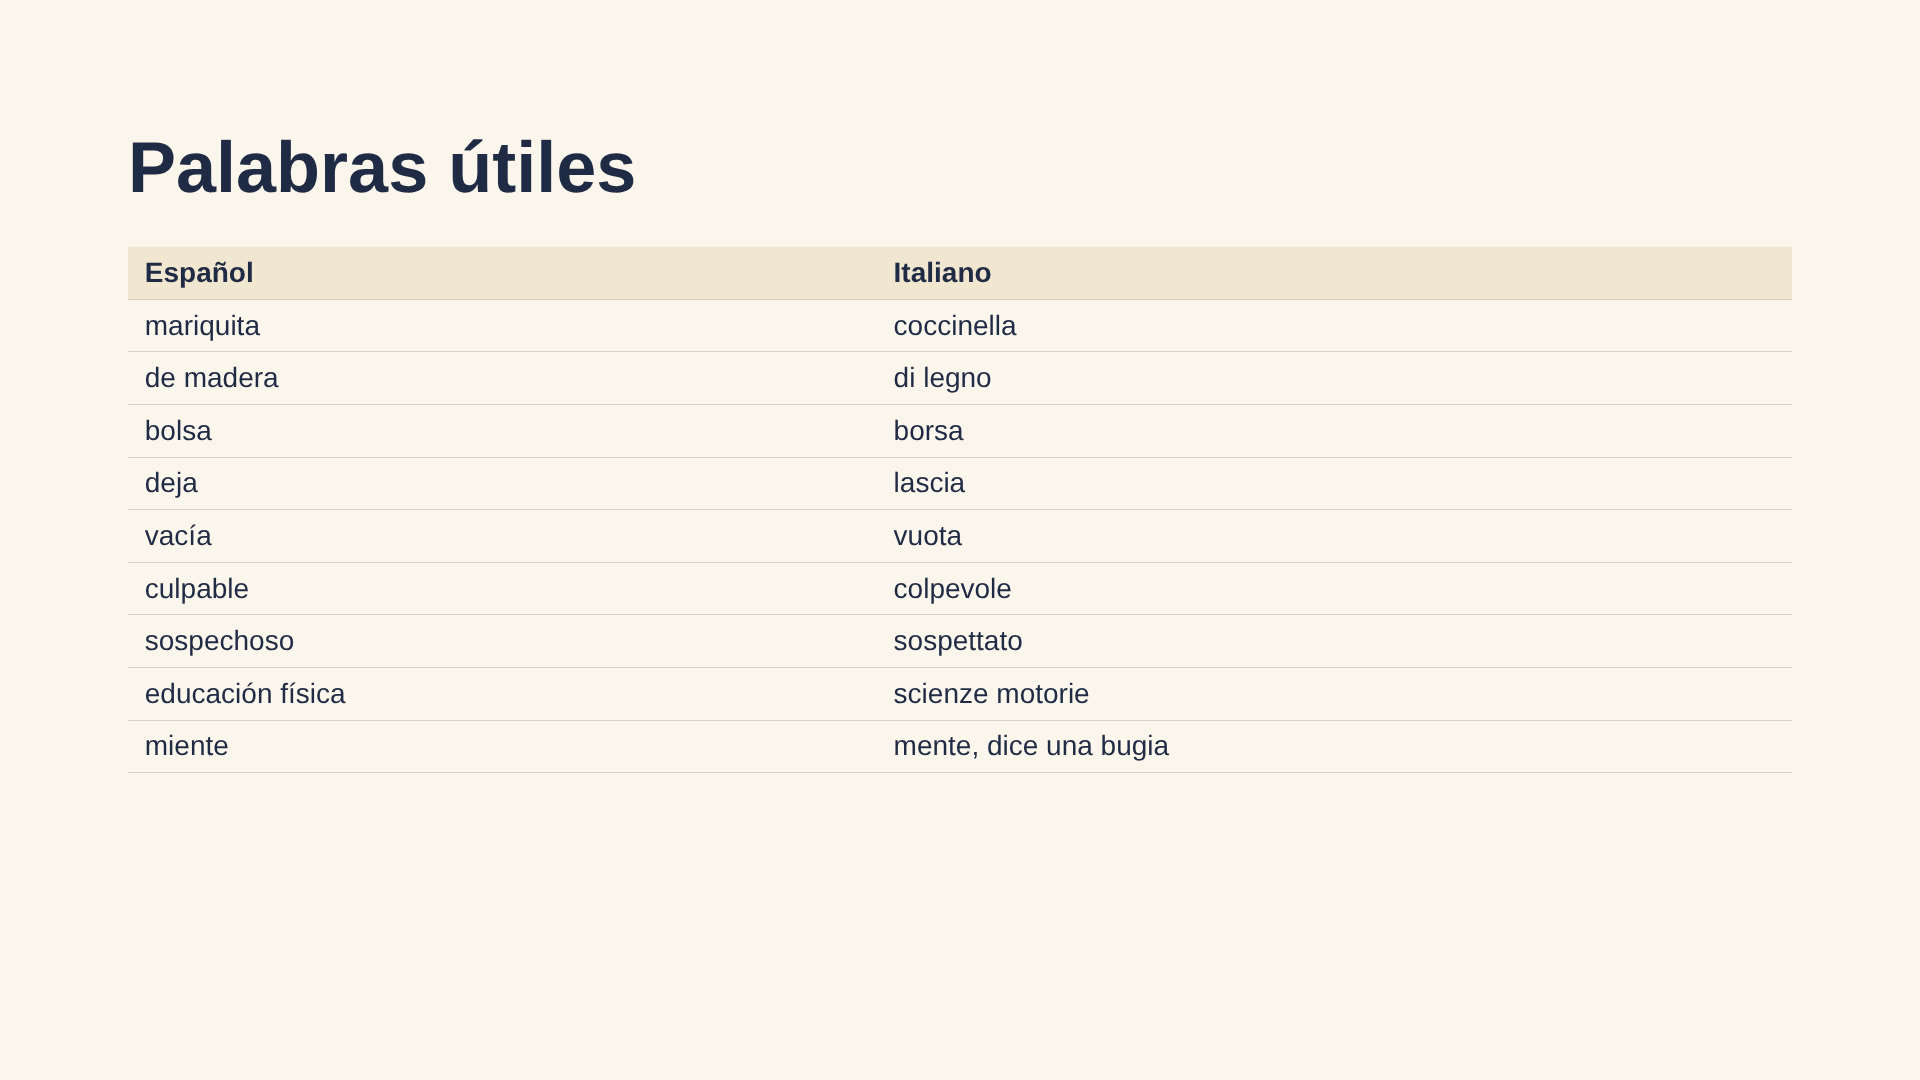 Palabras útiles
Español Italiano
mariquita coccinella
de madera di legno
bolsa borsa
deja lascia
vacía vuota
culpable colpevole
sospechoso sospettato
educación física scienze motorie
miente mente, dice una bugia